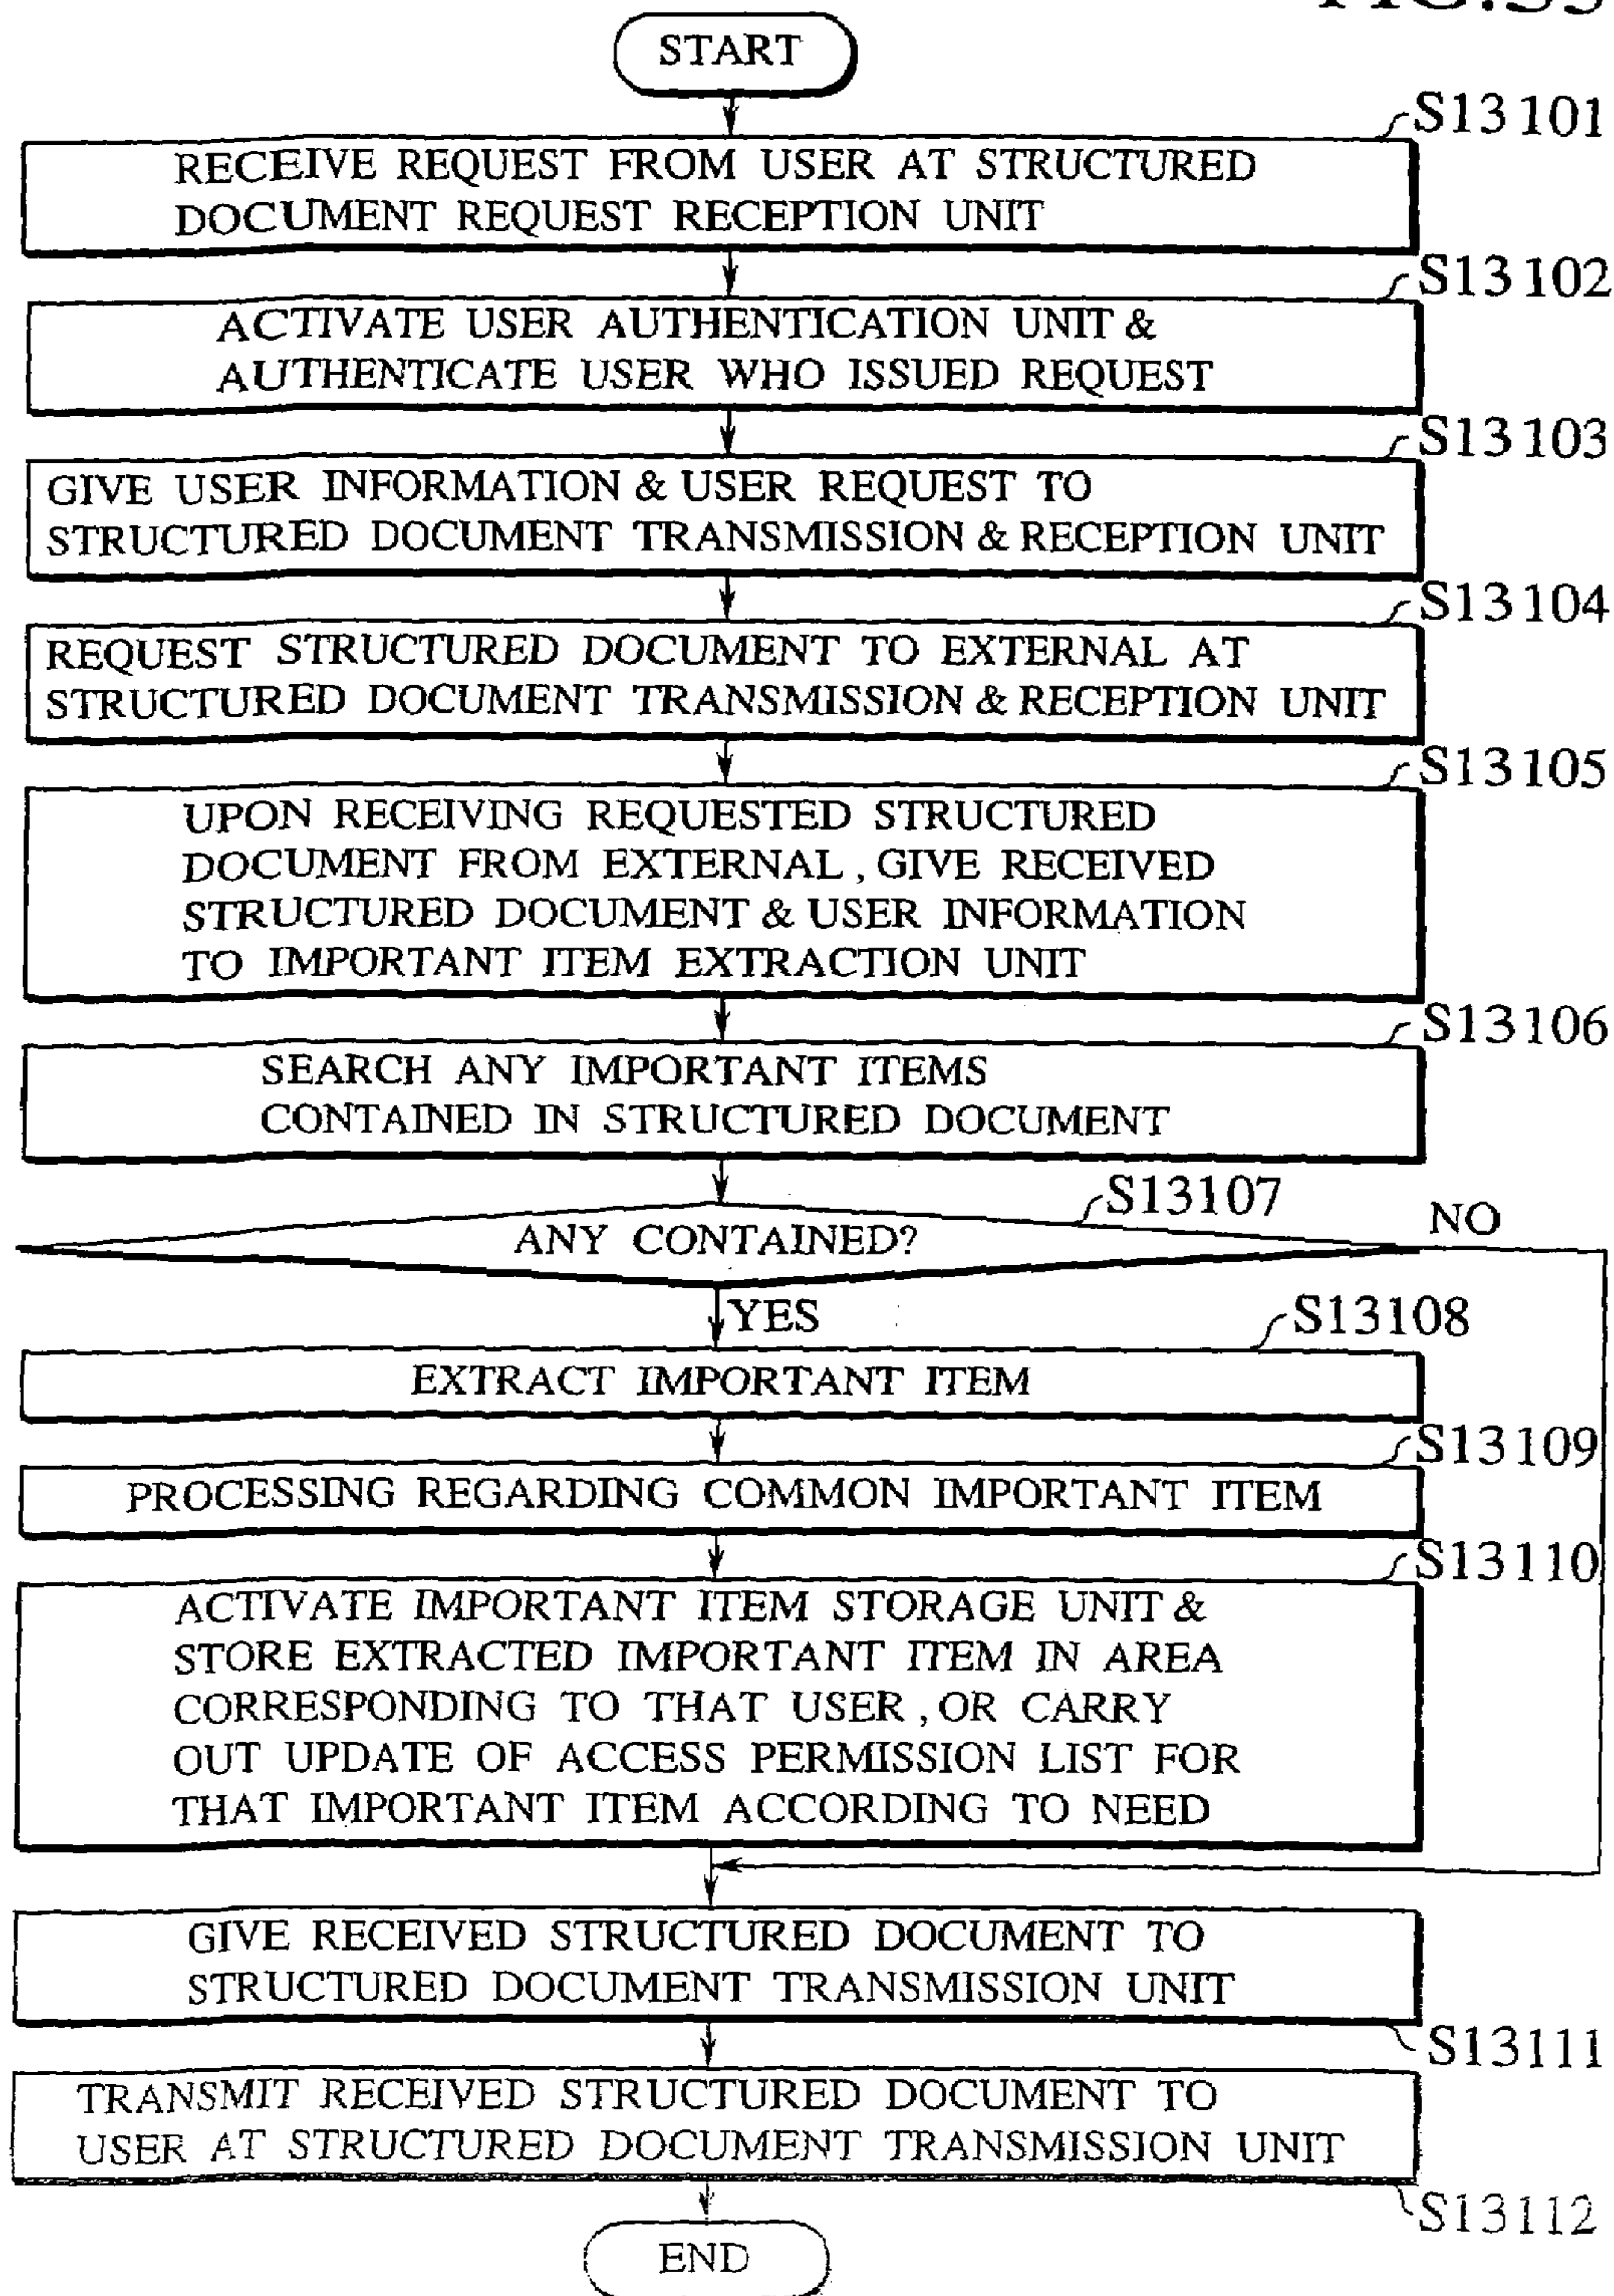 START
S13101
RECEIVE REQUEST FROM USER AT STRUCTURED
DOCUMENT REQUEST RECEPTION UNIT
S13102
ACTIVATE USER AUTHENTICATION UNIT &
AUTHENTICATE USER WHO ISSUED REQUEST
S13103
GIVE USER INFORMATION & USER REQUEST TO
STRUCTURED DOCUMENT TRANSMISSION & RECEPTION UNIT
S13104
REQUEST STRUCTURED DOCUMENT TO EXTERNAL AT
STRUCTURED DOCUMENT TRANSMISSION & RECEPTION UNIT
S13105
UPON RECEIVING REQUESTED STRUCTURED
DOCUMENT FROM EXTERNAL, GIVE RECEIVED
STRUCTURED DOCUMENT & USER INFORMATION
TO IMPORTANT ITEM EXTRACTION UNIT
S13106
SEARCH ANY IMPORTANT ITEMS
CONTAINED IN STRUCTURED DOCUMENT
S13107
ANY CONTAINED?
NO
YES
S13108
EXTRACT IMPORTANT ITEM
S13109
PROCESSING REGARDING COMMON IMPORTANT ITEM
S13110
ACTIVATE IMPORTANT ITEM STORAGE UNIT &
STORE EXTRACTED IMPORTANT ITEM IN AREA
CORRESPONDING TO THAT USER, OR CARRY
OUT UPDATE OF ACCESS PERMISSION LIST FOR
THAT IMPORTANT ITEM ACCORDING TO NEED
GIVE RECEIVED STRUCTURED DOCUMENT TO
STRUCTURED DOCUMENT TRANSMISSION UNIT
S13111
TRANSMIT RECEIVED STRUCTURED DOCUMENT TO
USER AT STRUCTURED DOCUMENT TRANSMISSION UNIT
S13112
END